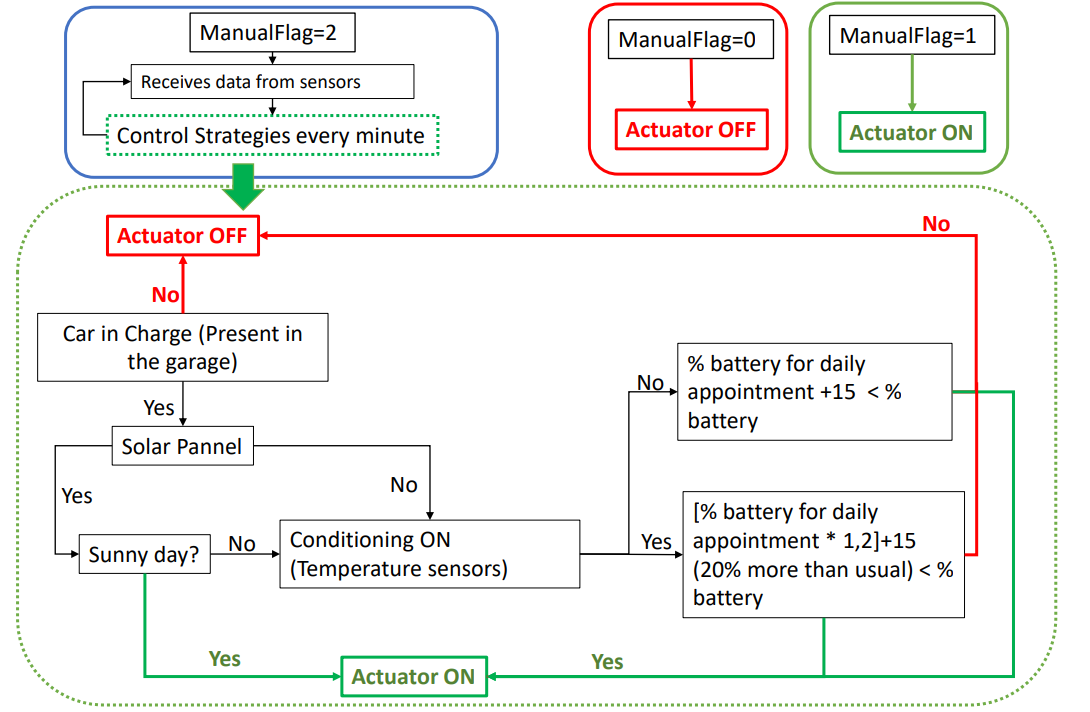 ManualFlag=2
Receives data from sensors
Control Strategies every minute
ManualFlag=0
Actuator OFF
ManualFlag=1
Actuator ON
Actuator OFF
No
No
Car in Charge (Present in
the garage)
Yes
Solar Pannel
Yes
No
Sunny day?
No
Conditioning ON
(Temperature sensors)
No
% battery for daily
appointment +15 < %
battery
Yes
[% battery for daily
appointment * 1,2]+15
(20% more than usual) < %
battery
Yes
Yes
Actuator ON